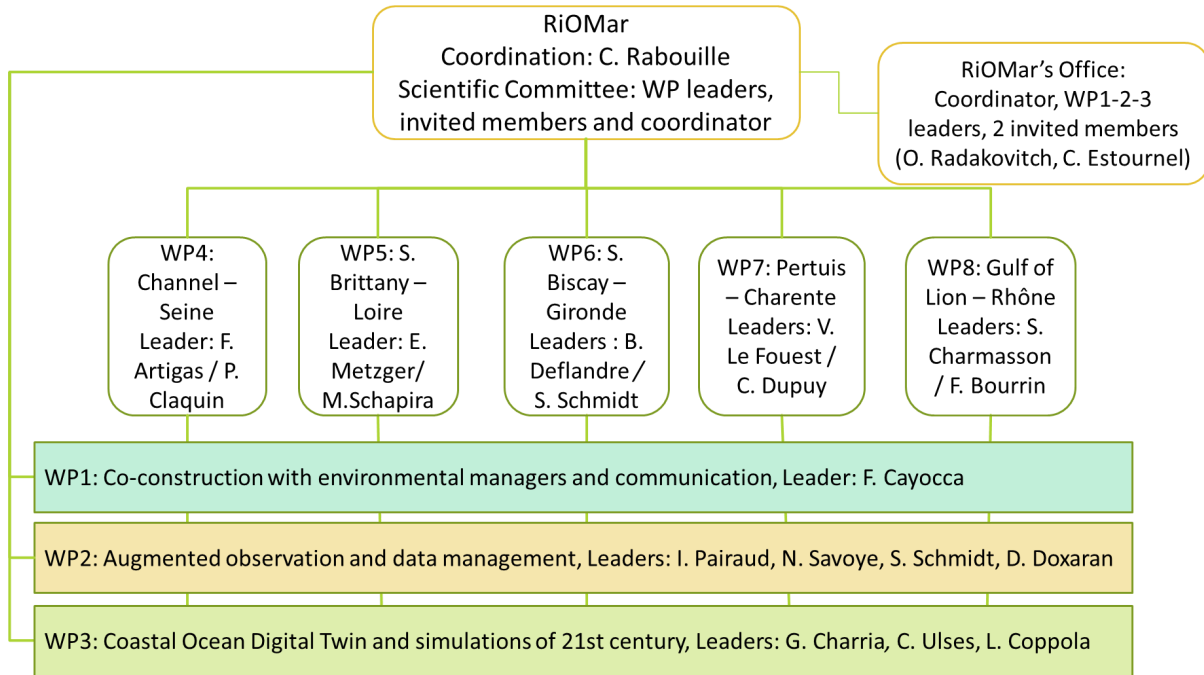 RiOMar
Coordination: C. Rabouille
Scientific Committee: WP leaders,
invited members and coordinator
RiOMar’s Office:
Coordinator, WP1-2-3
leaders, 2 invited members
(O. Radakovitch, C. Estournel)
WP4:
Channel –
Seine
Leader: F.
Artigas / P.
Claquin
WP5: S.
Brittany –
Loire
Leader: E.
Metzger/
M.Schapira
WP6: S.
Biscay –
Gironde
Leaders : B.
Deflandre /
S. Schmidt
WP7: Pertuis
– Charente
Leaders: V.
Le Fouest /
C. Dupuy
WP8: Gulf of
Lion – Rhône
Leaders: S.
Charmasson
/ F. Bourrin
WP1: Co-construction with environmental managers and communication, Leader: F. Cayocca
WP2: Augmented observation and data management, Leaders: I. Pairaud, N. Savoye, S. Schmidt, D. Doxaran
WP3: Coastal Ocean Digital Twin and simulations of 21st century, Leaders: G. Charria, C. Ulses, L. Coppola